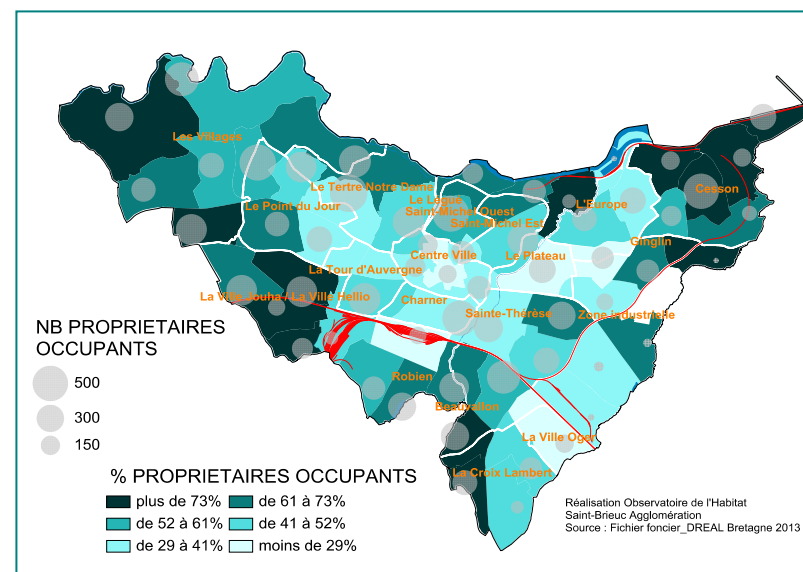 Les Villages
Le Tertre Notre Dame
Cesson
Le Point du Jour
Le Légué
L'Europe
Saint-Michel Ouest
Saint-Michel Est
Ginglin
Centre Ville
Le Plateau
La Tour d'Auvergne
La Ville Jouha / La Ville Hellio
Charner
Sainte-Thérèse
Zone industrielle
NB PROPRIETAIRES
OCCUPANTS
500
300
150
Robien
Beauvallon
La Ville Oger
La Croix Lambert
% PROPRIETAIRES OCCUPANTS
plus de 73% de 61 à 73%
de 52 à 61% de 41 à 52%
de 29 à 41% moins de 29%
Réalisation Observatoire de l'Habitat
Saint-Brieuc Agglomération
Source : Fichier foncier_DREAL Bretagne 2013